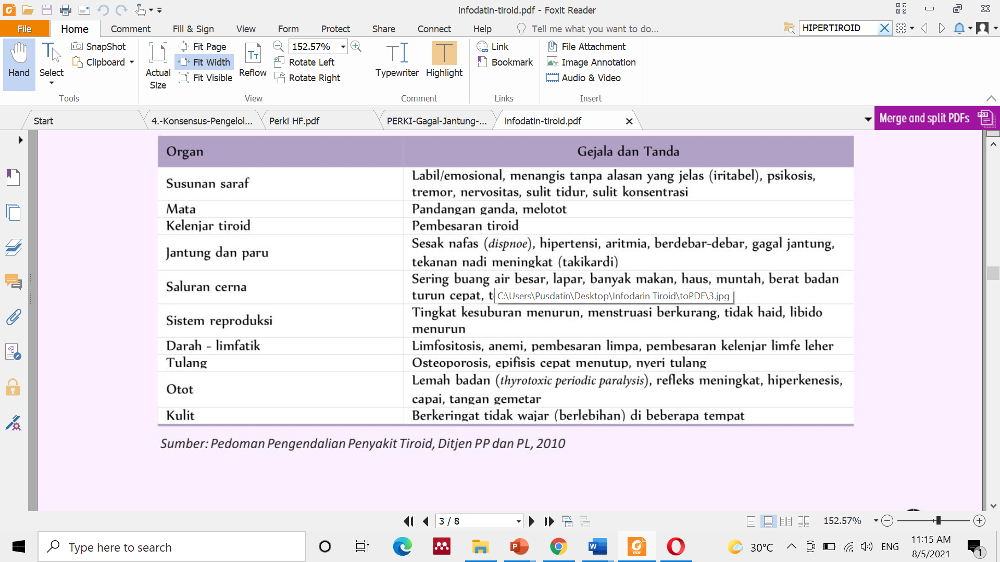 infodatin-tiroid.pdf - Foxit Reader
File Home Comment Fill & Sign View Form Protect Share Connect Help Tell me what you want to do... HIPERTIROID
Hand
Select
SnapShot
Clipboard
Tools
Actual Size
Fit Page
Fit Width
Fit Visible
Reflow
152.57%
Rotate Left
Rotate Right
View
Typewriter
Highlight
Comment
Link
Bookmark
Links
File Attachment
Image Annotation
Audio & Video
Insert
Start 4.-Konsensus-Pengelol... Perki HF.pdf PERKI-Gagal-Jantung-... infodatin-tiroid.pdf Merge and split PDFs
Organ Gejala dan Tanda
Susunan saraf Labil/emosional, menangis tanpa alasan yang jelas (iritabel), psikosis,
tremor, nervositas, sulit tidur, sulit konsentrasi
Mata Pandangan ganda, melotot
Kelenjar tiroid Pembesaran tiroid
Jantung dan paru Sesak nafas (dispnoe), hipertensi, aritmia, berdebar-debar, gagal jantung,
tekanan nadi meningkat (takikardi)
Saluran cerna Sering buang air besar, lapar, banyak makan, haus, muntah, berat badan
turun cepat,
C:\Users\Pusdatin\Desktop\Infodarin Tiroid\toPDF\3.jpg
Sistem reproduksi Tingkat kesuburan menurun, menstruasi berkurang, tidak haid, libido
menurun
Darah - limfatik Limfositosis, anemi, pembesaran limpa, pembesaran kelenjar limfe leher
Tulang Osteoporosis, epifisis cepat menutup, nyeri tulang
Otot Lemah badan (thyrotoxic periodic paralysis), refleks meningkat, hiperkenesis,
capai, tangan gemetar
Kulit Berkeringat tidak wajar (berlebihan) di beberapa tempat
Sumber: Pedoman Pengendalian Penyakit Tiroid, Ditjen PP dan PL, 2010
3 / 8 152.57%
Type here to search 30°C ENG 11:15 AM
8/5/2021 1